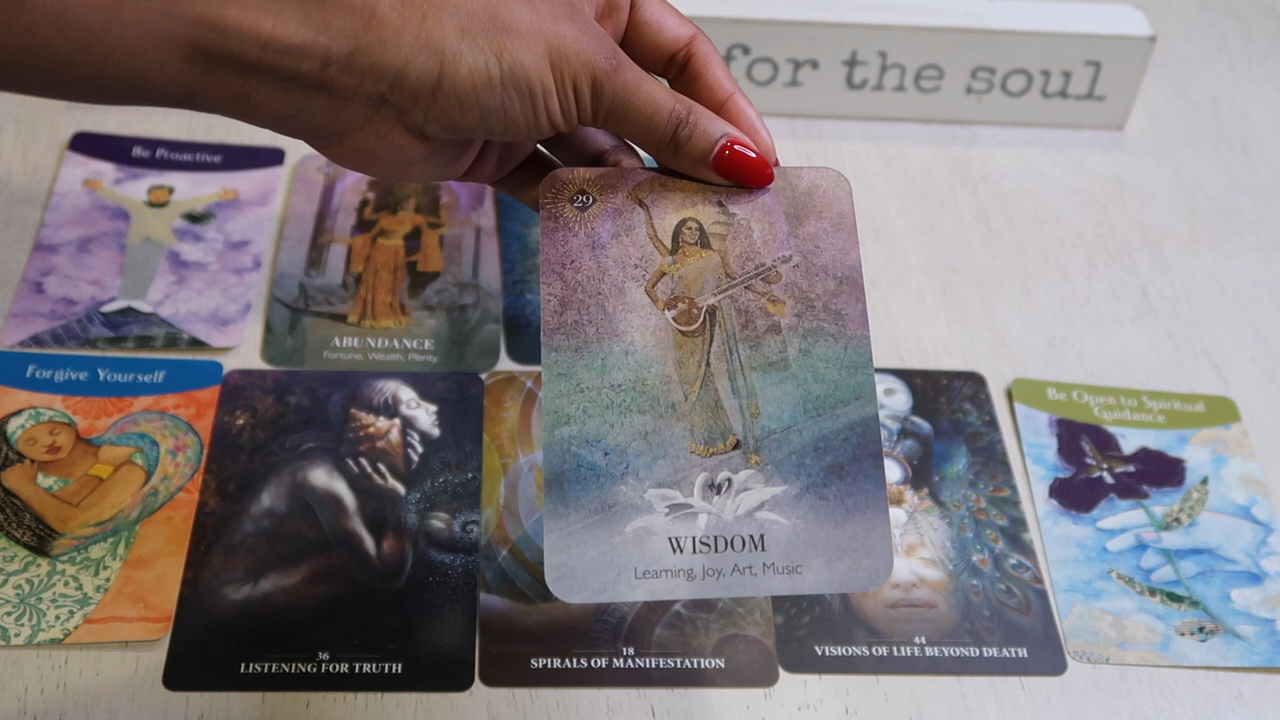 for the soul
Be Proactive
ABUNDANCE
Fortune, Wealth, Plenty
29
WISDOM
Learning, Joy, Art, Music
Forgive Yourself
36
LISTENING FOR TRUTH
18
SPIRALS OF MANIFESTATION
44
VISIONS OF LIFE BEYOND DEATH
Be Open to Spiritual
Guidance